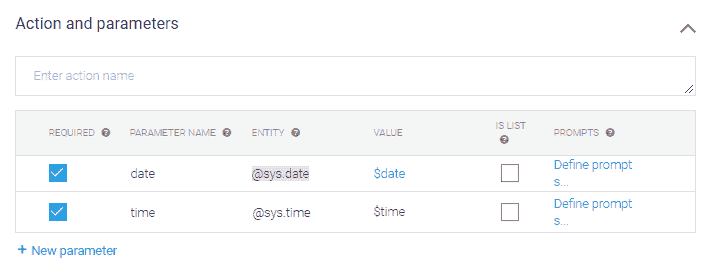 Action and parameters
Enter action name
REQUIRED ? PARAMETER NAME ? ENTITY ? VALUE IS LIST ? PROMPTS ?
date @sys.date $date Define prompt
s...
time @sys.time $time Define prompt
s...
+ New parameter